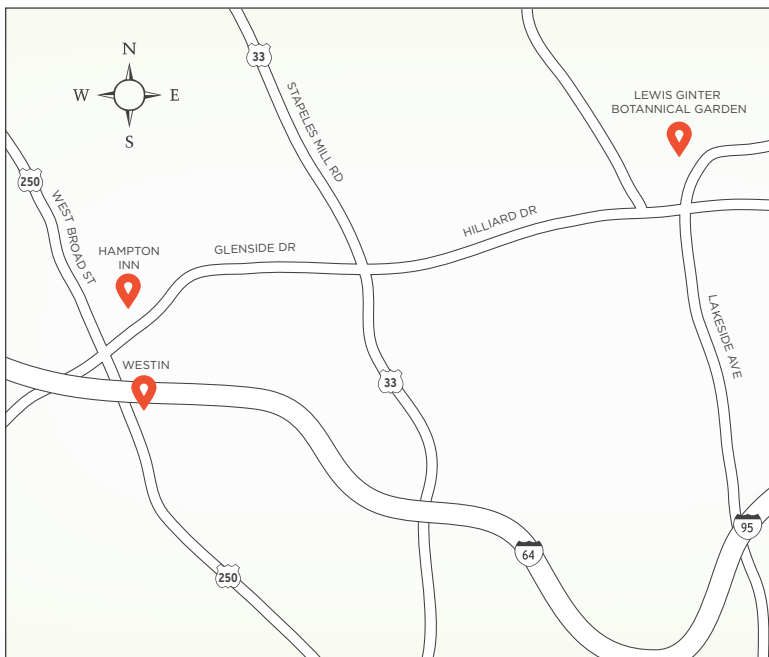 N
W
E
S
33
STAPELES MILL RD
LEWIS GINTER
BOTANNICAL GARDEN
250
WEST BROAD ST
HAMPTON
INN
GLENSIDE DR
HILLIARD DR
WESTIN
LAKESIDE AVE
33
95
64
250